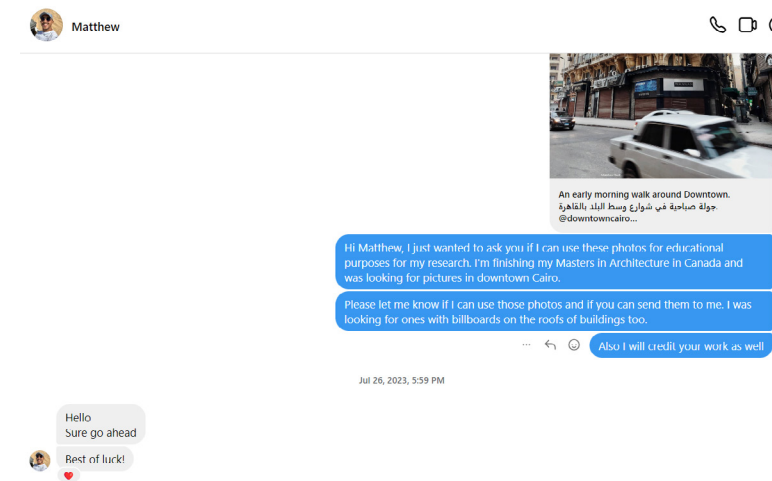 Matthew
An early morning walk around Downtown.
جولة صباحية في شوارع وسط البلد بالقاهرة.
@downtowncairo...
Hi Matthew, I just wanted to ask you if I can use these photos for educational
purposes for my research. I'm finishing my Masters in Architecture in Canada and
was looking for pictures in downtown Cairo.
Please let me know if I can use those photos and if you can send them to me. I was
looking for ones with billboards on the roofs of buildings too.
Also I will credit your work as well
Jul 26, 2023, 5:59 PM
Hello
Sure go ahead
Best of luck!